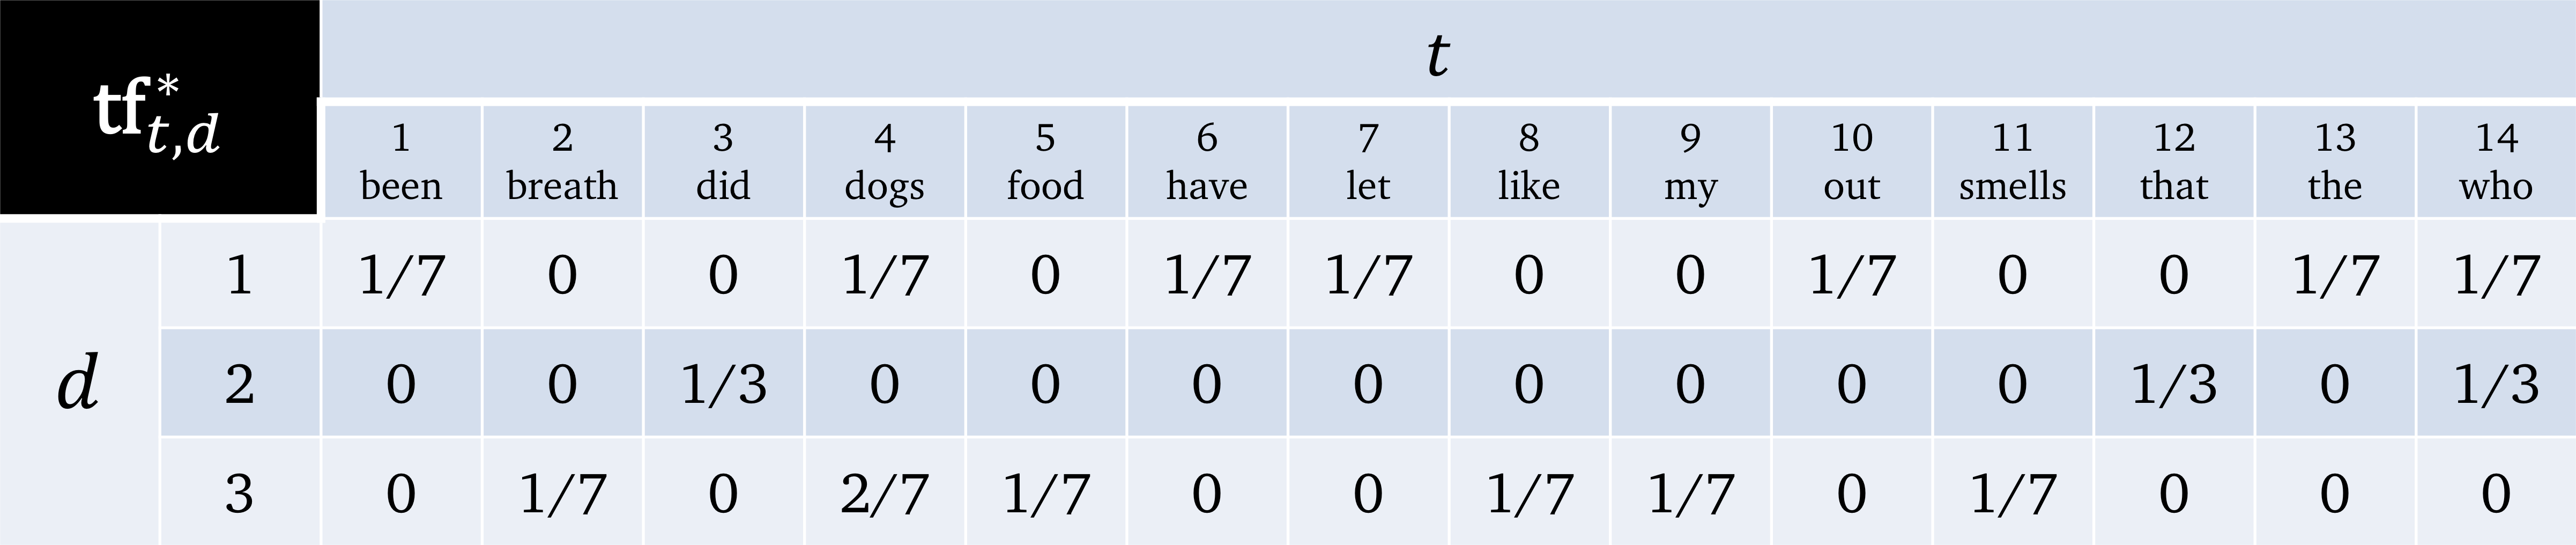 tf*t,d
t
1 2 3 4 5 6 7 8 9 10 11 12 13 14
been breath did dogs food have let like my out smells that the who
d
1 1/7 0 0 1/7 0 1/7 1/7 0 0 1/7 0 0 1/7 1/7
2 0 0 1/3 0 0 0 0 0 0 0 0 1/3 0 1/3
3 0 1/7 0 2/7 1/7 0 0 1/7 1/7 0 1/7 0 0 0